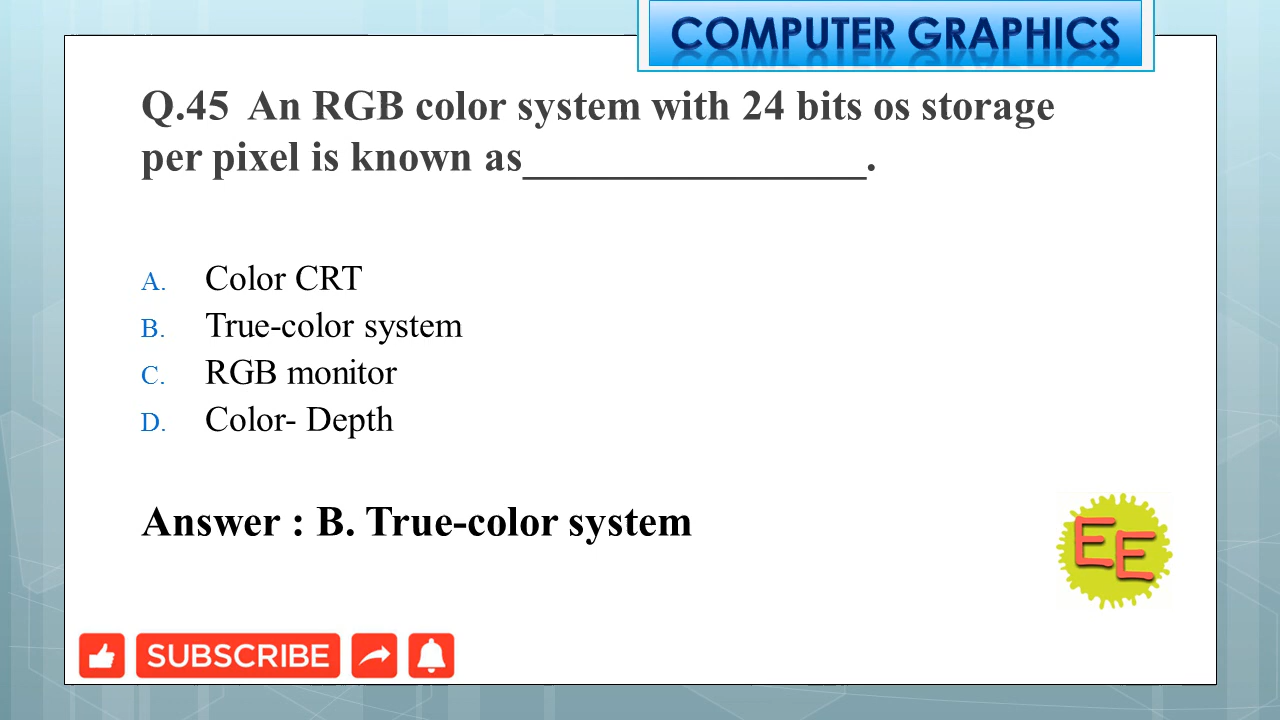 COMPUTER GRAPHICS
Q.45 An RGB color system with 24 bits os storage
per pixel is known as________________.
A. Color CRT
B. True-color system
C. RGB monitor
D. Color- Depth
Answer : B. True-color system
EE
SUBSCRIBE